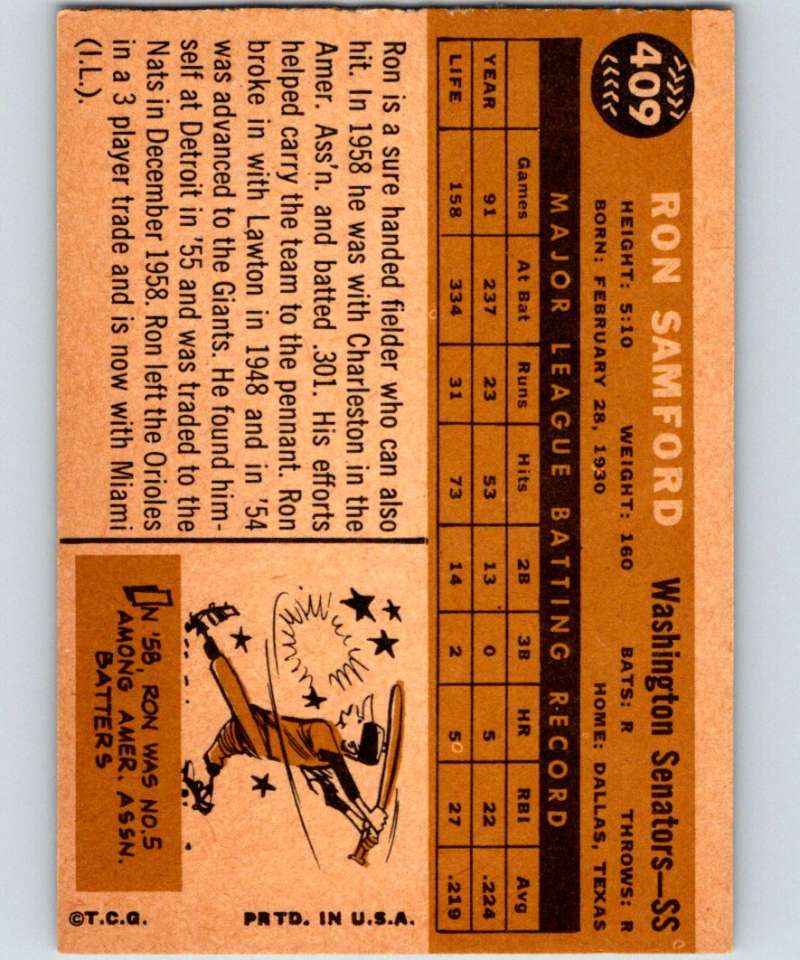 409
RON SAMFORD Washington Senators—SS
HEIGHT: 5:10 WEIGHT: 160 BATS: R THROWS: R
BORN: FEBRUARY 28, 1930 HOME: DALLAS, TEXAS
MAJOR LEAGUE BATTING RECORD
Games At Bat Runs Hits 2B 3B HR RBI Avg
YEAR 91 237 23 53 13 0 5 22 .224
LIFE 158 334 31 73 14 2 5 27 .219
Ron is a sure handed fielder who can also
hit. In 1958 he was with Charleston in the
Amer. Ass'n. and batted .301. His efforts
helped carry the team to the pennant. Ron
broke in with Lawton in 1948 and in '54
was advanced to the Giants. He found him-
self at Detroit in '55 and was traded to the
Nats in December 1958. Ron left the Orioles
in a 3 player trade and is now with Miami
(I.L.).
IN '58, RON WAS NO.5
AMONG AMER. ASSN.
BATTERS
©T.C.G. PRTD. IN U.S.A.